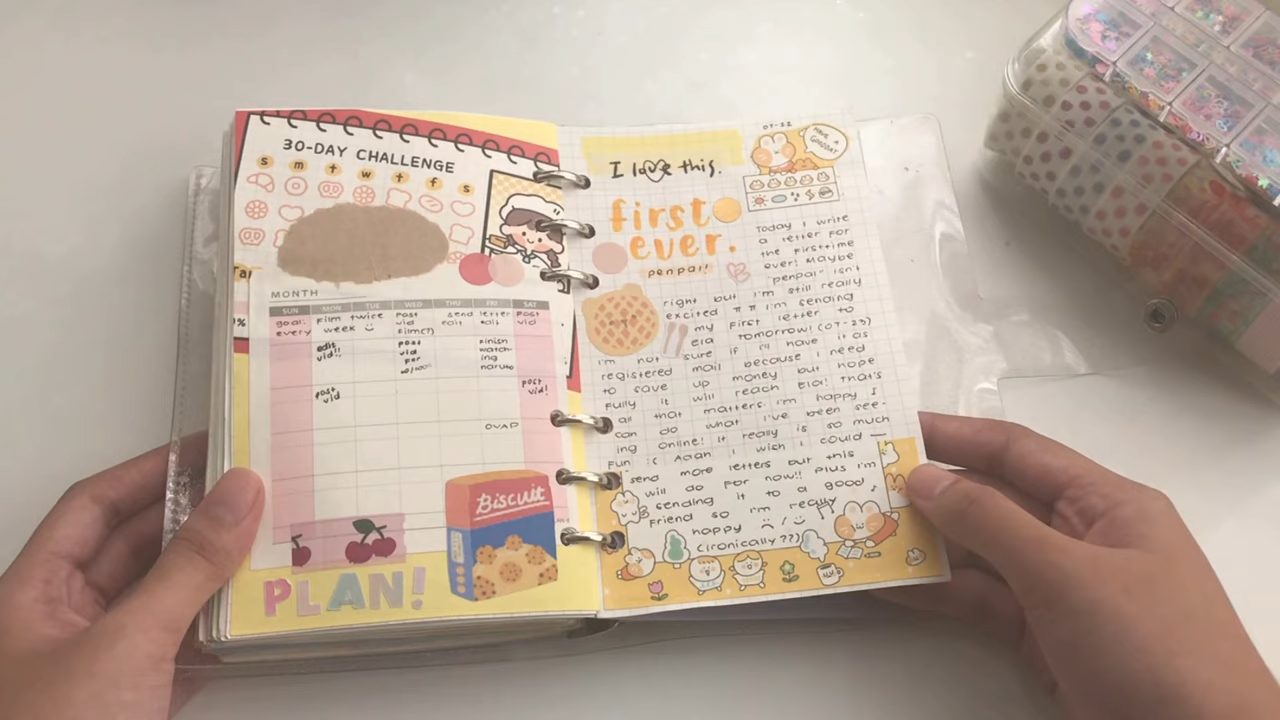 30-DAY CHALLENGE
s m t w t f s
MONTH
SUN MON TUE WED THU FRI SAT
goal: Film twice Post send letter Post
every week vid edit vid
Film(?)
edit Post Finish
vid!! vid watch-
For ing
naruto
post post
vid vid!
OVAP
Biscuit
PLAN!
07-22
HAVE A
GOODDAY
I love this.
first
ever.
penpal!
Today I write
a letter for
the firsttime
ever! Maybe
"penpal" isn't
right but i'm still really
excited i'm sending
my first letter to
ela tomorrow! (07-23)
i'm not sure if i'll have it as
registered mail because I need
to save up money but hope
Fully it will reach Ela! That's
all that matters. i'm happy I
can do what i've been see-
ing online! It really is so much
Fun :( Aaah I wish I could —
send more letters but this
will do for now!! Plus i'm
sending it to a good
Friend so i'm really
happy
(ironically??)